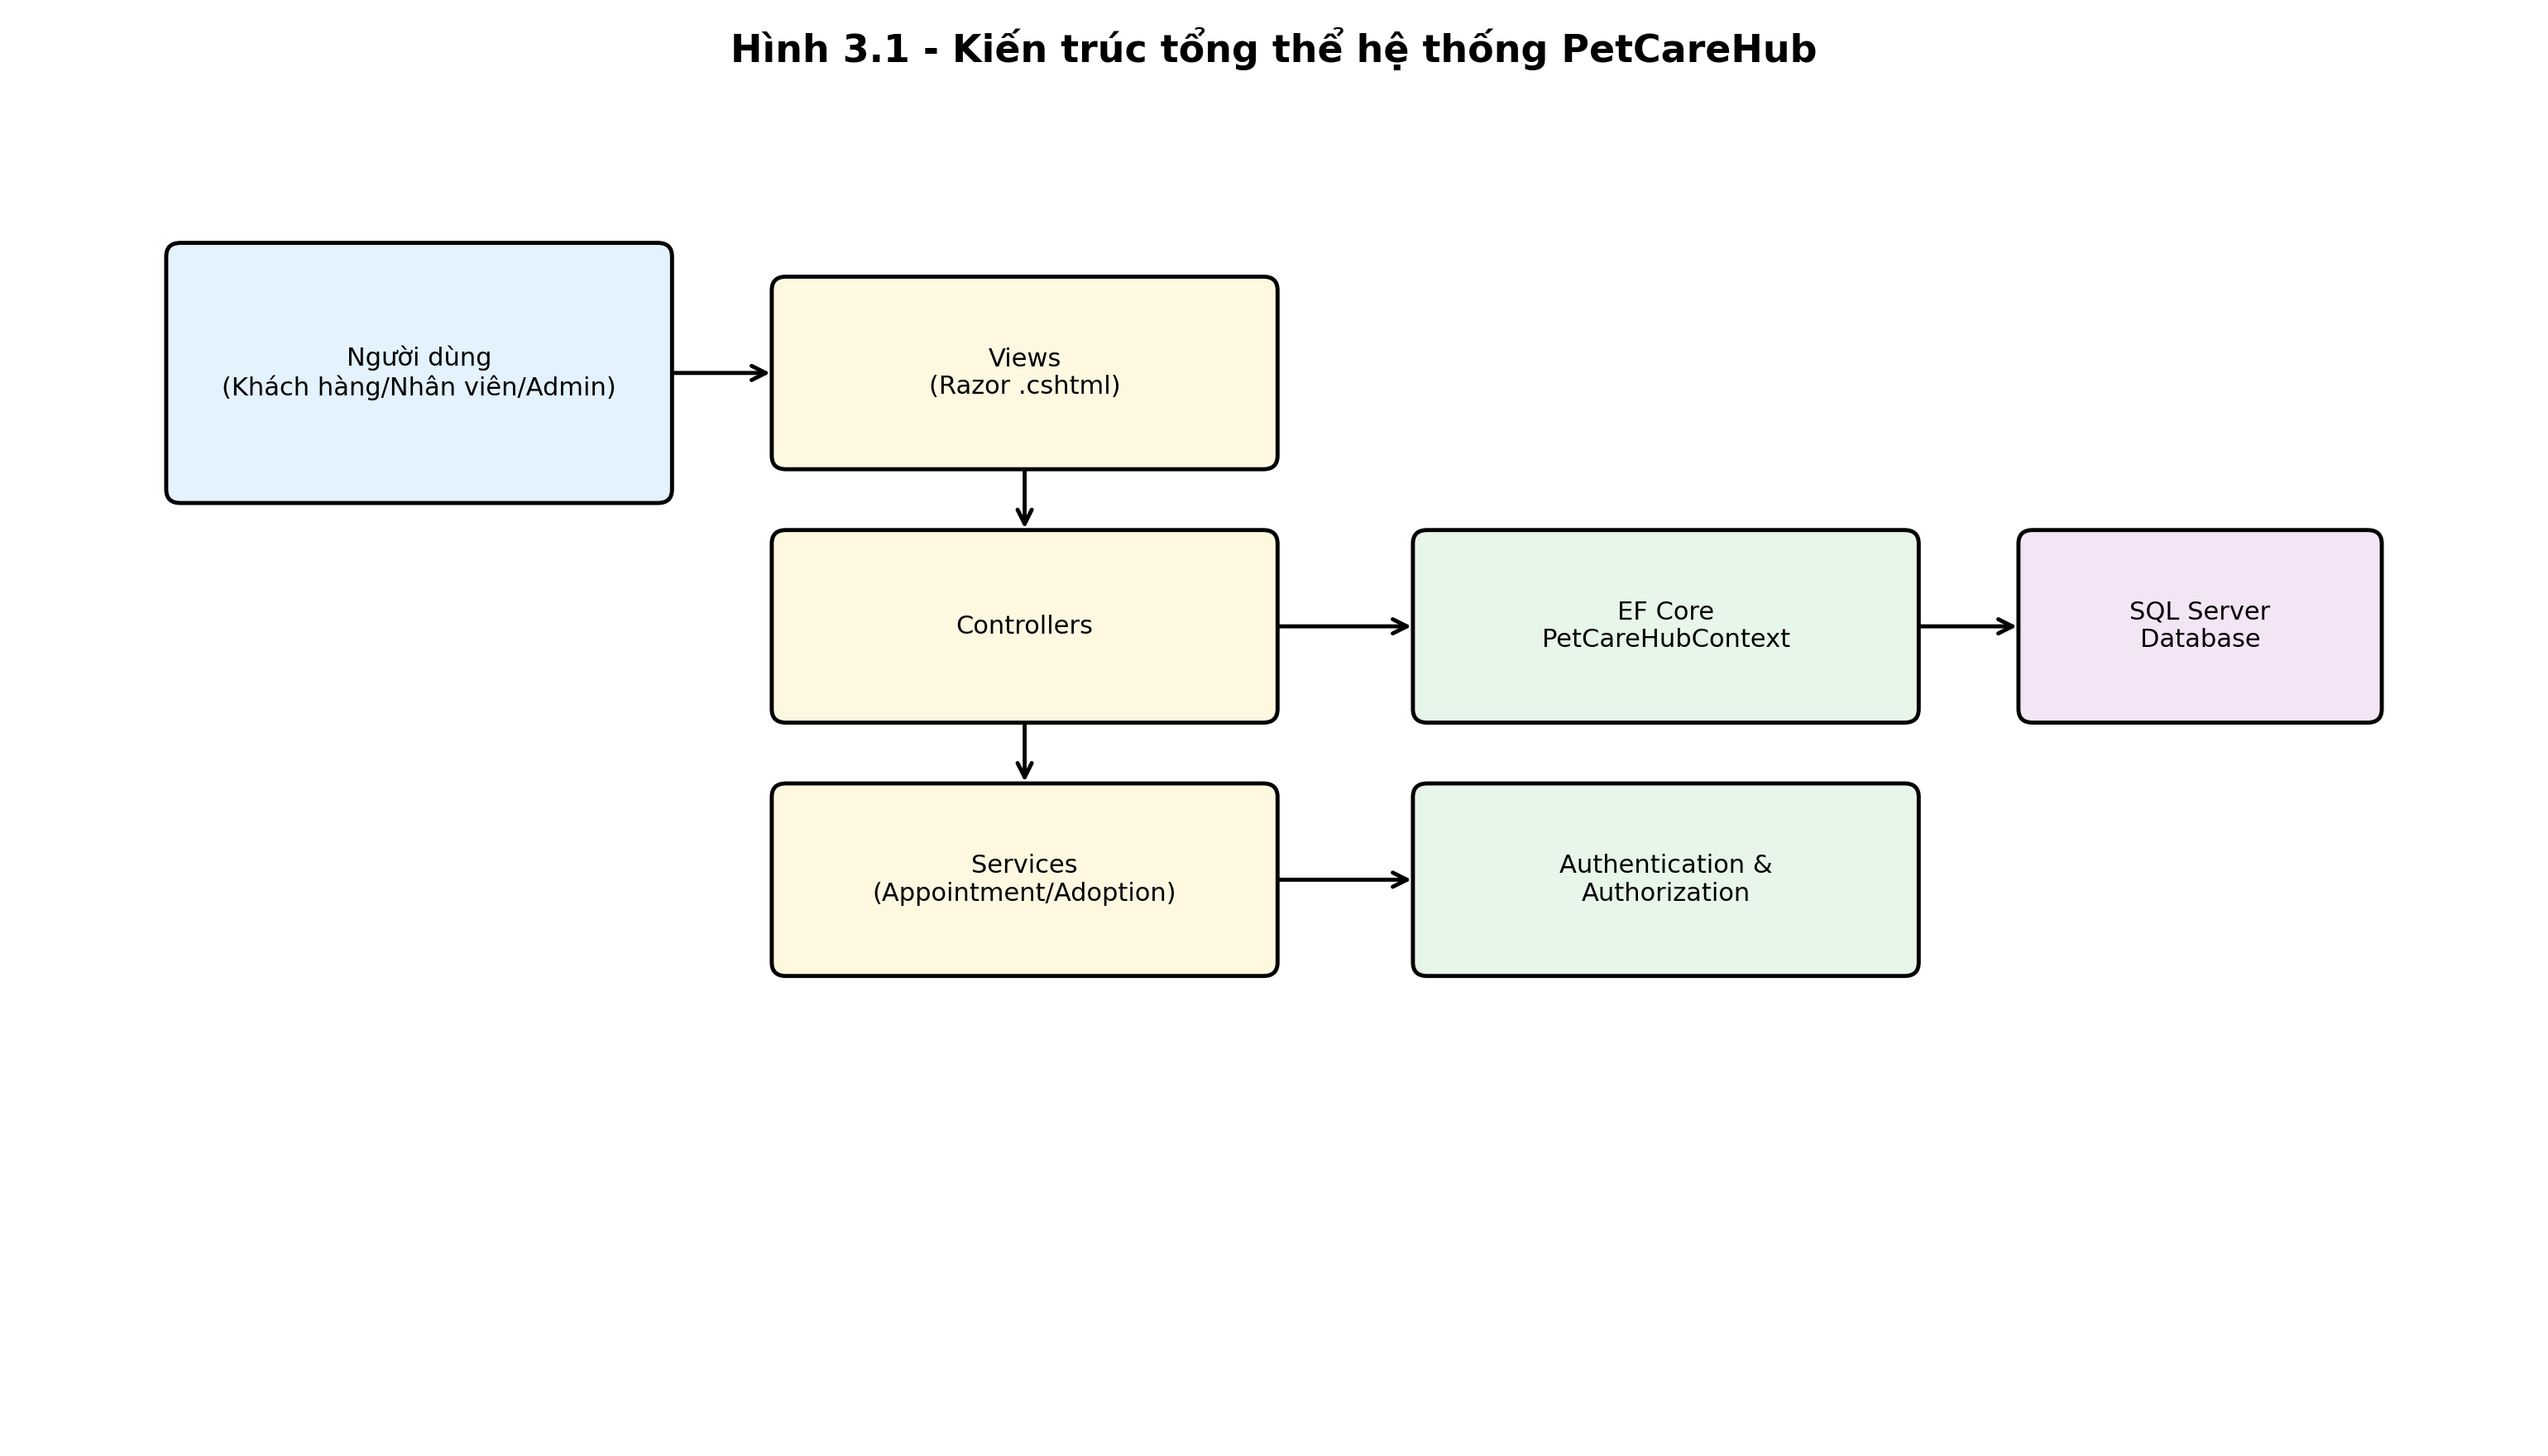 Hình 3.1 - Kiến trúc tổng thể hệ thống PetCareHub
Người dùng
(Khách hàng/Nhân viên/Admin)
Views
(Razor .cshtml)
Controllers
EF Core
PetCareHubContext
SQL Server
Database
Services
(Appointment/Adoption)
Authentication &
Authorization